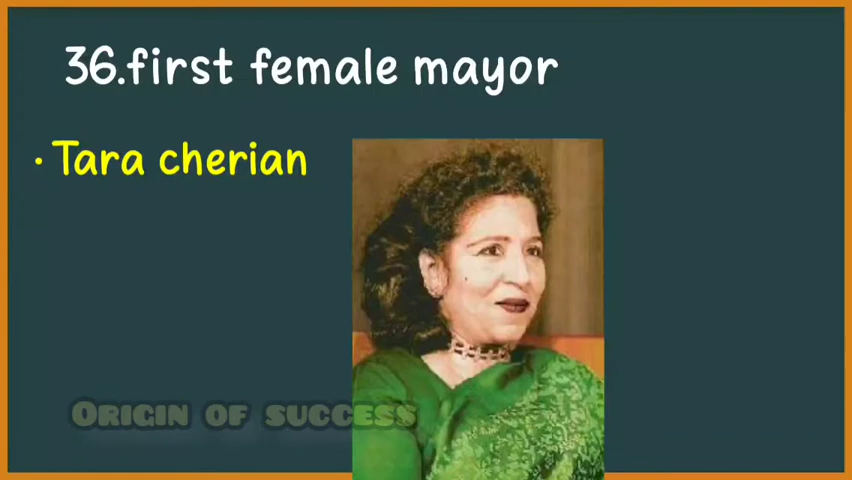 36.first female mayor
• Tara cherian
Origin of success